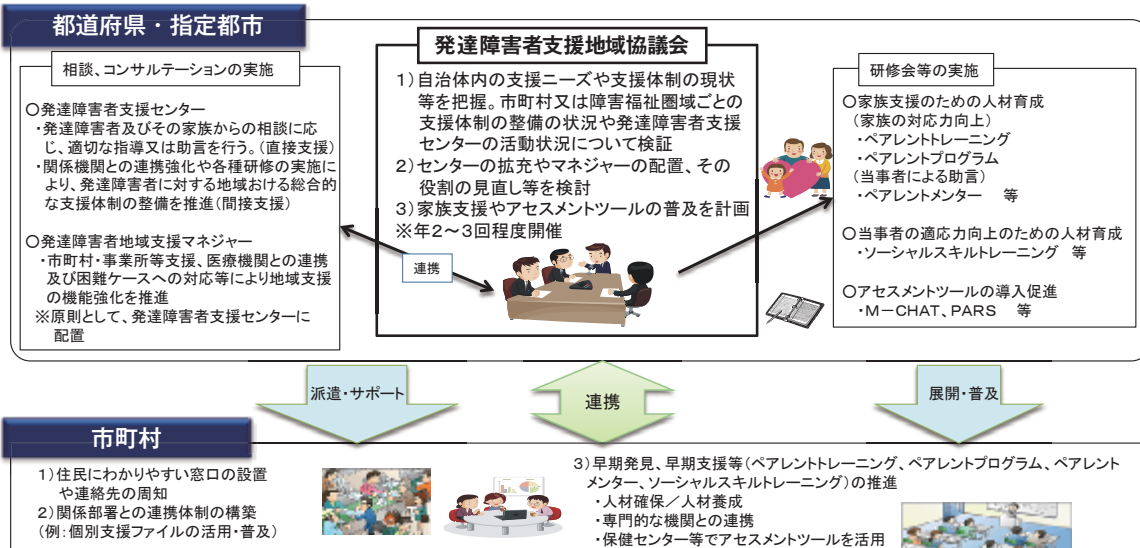 都道府県・指定都市
相談、コンサルテーションの実施
○発達障害者支援センター
・発達障害者及びその家族からの相談に応
じ、適切な指導又は助言を行う。(直接支援)
・関係機関との連携強化や各種研修の実施に
より、発達障害者に対する地域おける総合的
な支援体制の整備を推進(間接支援)
○発達障害者地域支援マネジャー
・市町村・事業所等支援、医療機関との連携
及び困難ケースへの対応等により地域支援
の機能強化を推進
※原則として、発達障害者支援センターに
配置
連携
発達障害者支援地域協議会
1)自治体内の支援ニーズや支援体制の現状
等を把握。市町村又は障害福祉圏域ごとの
支援体制の整備の状況や発達障害者支援
センターの活動状況について検証
2)センターの拡充やマネジャーの配置、その
役割の見直し等を検討
3)家族支援やアセスメントツールの普及を計画
※年2~3回程度開催
研修会等の実施
○家族支援のための人材育成
(家族の対応力向上)
・ペアレントトレーニング
・ペアレントプログラム
(当事者による助言)
・ペアレントメンター 等
○当事者の適応力向上のための人材育成
・ソーシャルスキルトレーニング 等
○アセスメントツールの導入促進
・M-CHAT、PARS 等
派遣・サポート
連携
展開・普及
市町村
1)住民にわかりやすい窓口の設置
や連絡先の周知
2)関係部署との連携体制の構築
(例:個別支援ファイルの活用・普及)
3)早期発見、早期支援等(ペアレントトレーニング、ペアレントプログラム、ペアレント
メンター、ソーシャルスキルトレーニング)の推進
・人材確保/人材養成
・専門的な機関との連携
・保健センター等でアセスメントツールを活用